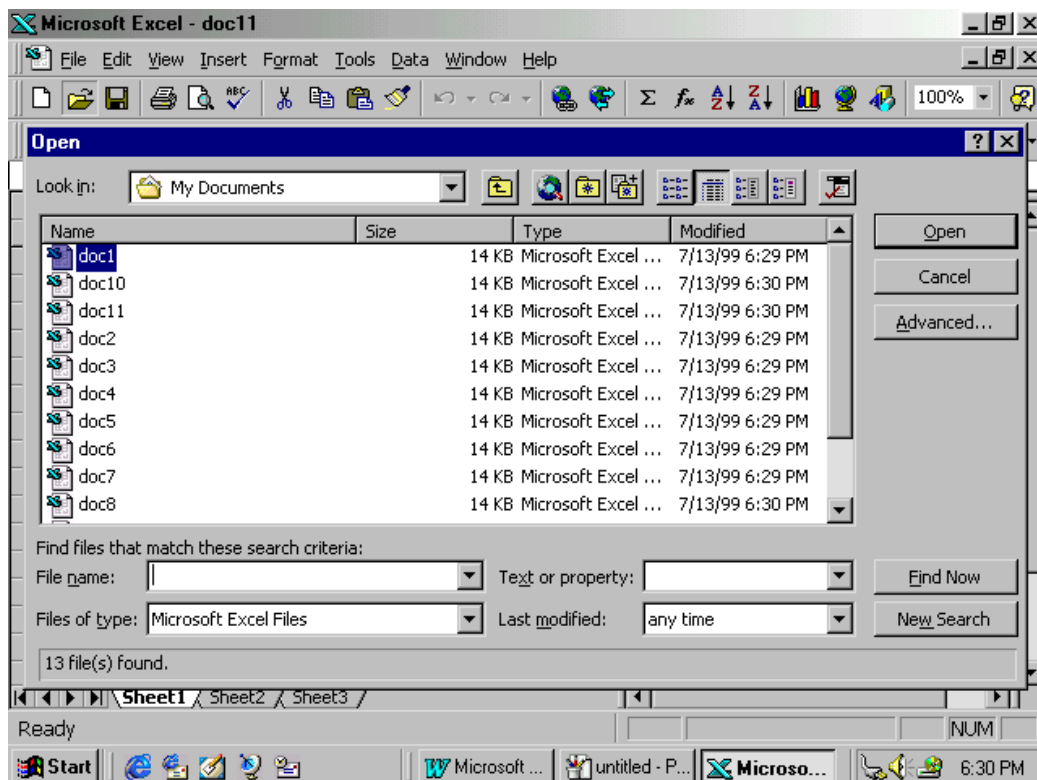 Microsoft Excel - doc11
File Edit View Insert Format Tools Data Window Help
ABC Σ fx A Z Z A 100%
Open
Look in: My Documents
Name Size Type Modified
Open
doc1 14 KB Microsoft Excel ... 7/13/99 6:29 PM
doc10 14 KB Microsoft Excel ... 7/13/99 6:30 PM
Cancel
doc11 14 KB Microsoft Excel ... 7/13/99 6:30 PM
Advanced...
doc2 14 KB Microsoft Excel ... 7/13/99 6:29 PM
doc3 14 KB Microsoft Excel ... 7/13/99 6:29 PM
doc4 14 KB Microsoft Excel ... 7/13/99 6:29 PM
doc5 14 KB Microsoft Excel ... 7/13/99 6:29 PM
doc6 14 KB Microsoft Excel ... 7/13/99 6:29 PM
doc7 14 KB Microsoft Excel ... 7/13/99 6:29 PM
doc8 14 KB Microsoft Excel ... 7/13/99 6:30 PM
Find files that match these search criteria:
File name: Text or property: Find Now
Files of type: Microsoft Excel Files Last modified: any time New Search
13 file(s) found.
Sheet1 Sheet2 Sheet3
Ready NUM
Start Microsoft ... untitled - P... Microso... 6:30 PM